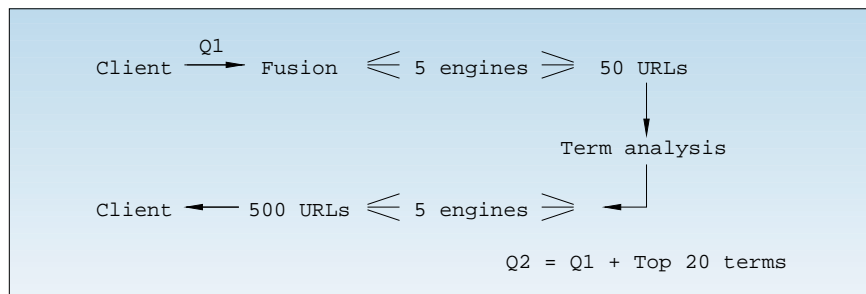 Q1
Client Fusion 5 engines 50 URLs
Term analysis
Client 500 URLs 5 engines
Q2 = Q1 + Top 20 terms